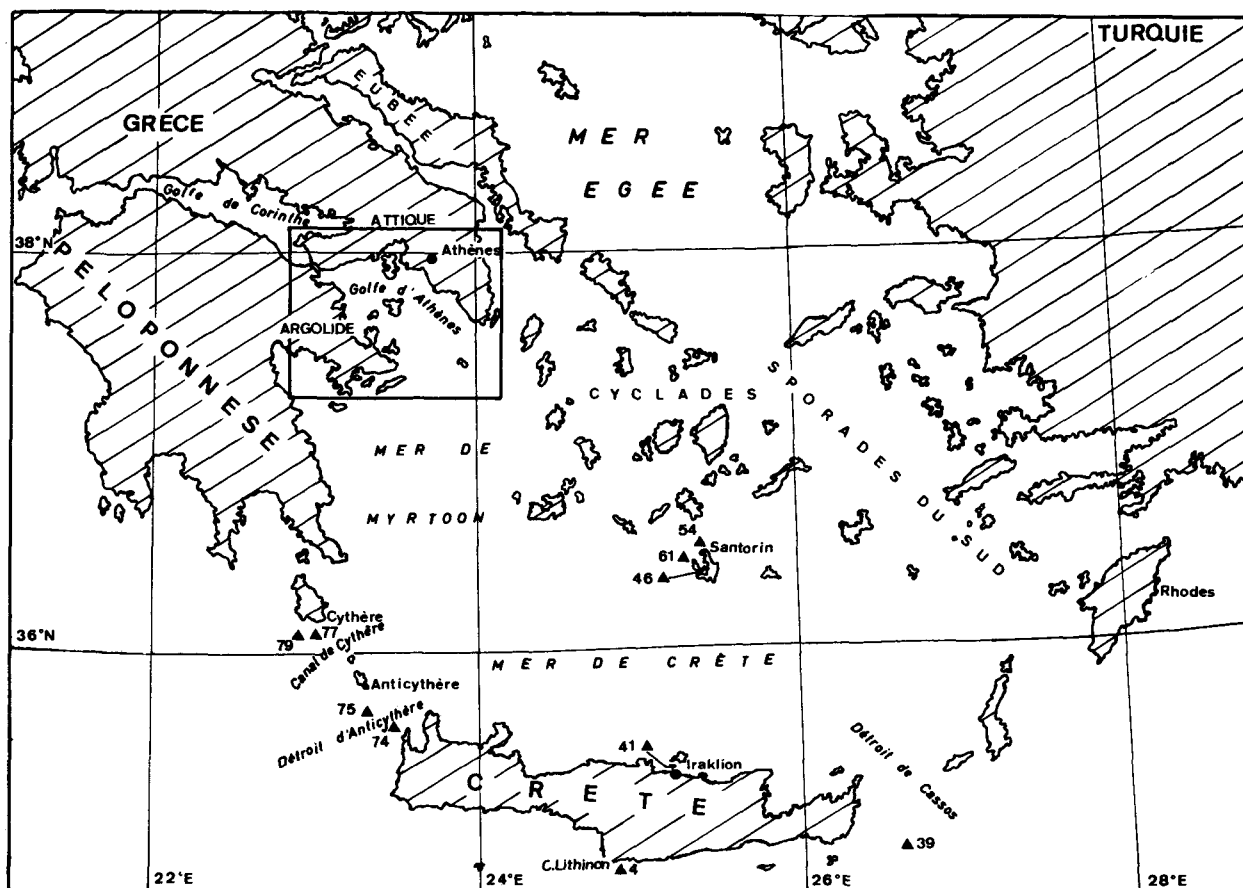 TURQUIE
EUBEE
GRÈCE
MER
EGEE
Golfe de Corinthe
ATTIQUE
38°N
Athènes
PELOPONNESE
Golfe d'Athènes
ARGOLIDE
CYCLADES
SPORADES DU SUD
MER DE
MYRTOON
54
Santorin
61
46
Rhodes
Cythère
36°N
79
77
Canal de Cythère
MER DE CRÈTE
Anticythère
75
74
Détroit d'Anticythère
41
Iraklion
CRETE
Détroit de Cassos
39
C.Lithinon
4
22°E
24°E
26°E
28°E